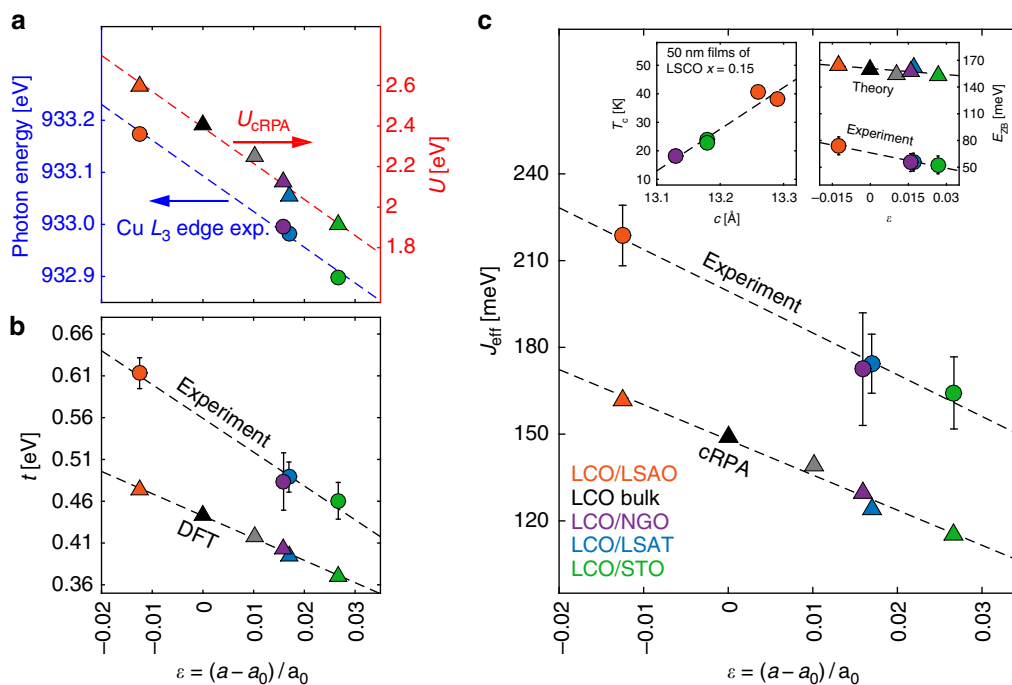 a
Photon energy [eV]
933.2
933.1
933.0
932.9
U_cRPA
Cu L_3 edge exp.
2.6
2.4
2.2
2
1.8
U [eV]
b
t [eV]
0.66
0.61
0.56
0.51
0.46
0.41
0.36
Experiment
DFT
−0.02
−0.01
0
0.01
0.02
0.03
ε = (a − a_0) / a_0
c
J_eff [meV]
240
210
180
150
120
50 nm films of
LSCO x = 0.15
T_c [K]
50
40
30
20
10
13.1
13.2
13.3
c [Å]
Theory
Experiment
170
130
90
50
E_ZB
[meV]
−0.015
0
0.015
0.03
ε
Experiment
cRPA
LCO/LSAO
LCO bulk
LCO/NGO
LCO/LSAT
LCO/STO
−0.02
−0.01
0
0.01
0.02
0.03
ε = (a − a_0) / a_0